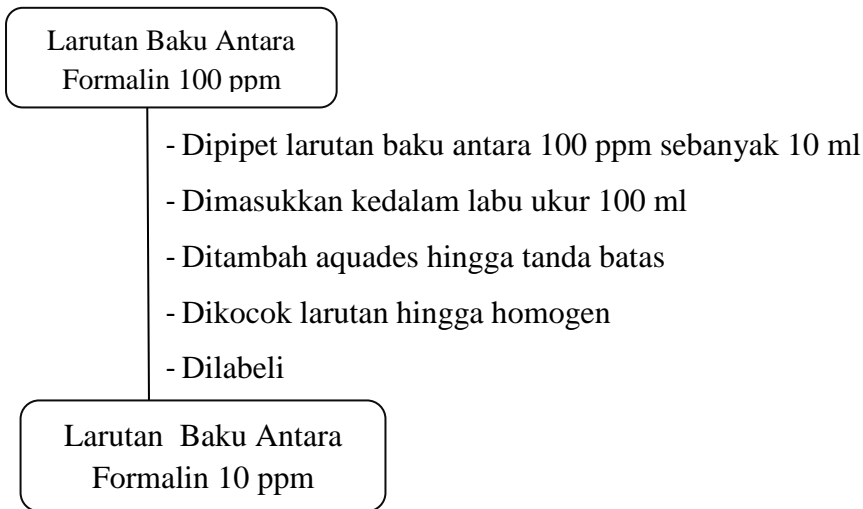 Larutan Baku Antara
Formalin 100 ppm
- Dipipet larutan baku antara 100 ppm sebanyak 10 ml
- Dimasukkan kedalam labu ukur 100 ml
- Ditambah aquades hingga tanda batas
- Dikocok larutan hingga homogen
- Dilabeli
Larutan Baku Antara
Formalin 10 ppm